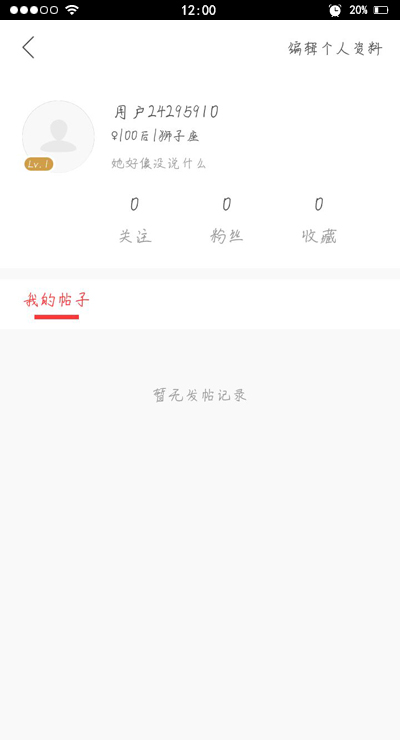 12:00
20%
编辑个人资料
用户24295910
♀|00后|狮子座
Lv.1
她好像没说什么
0 0 0
关注 粉丝 收藏
我的帖子
暂无发帖记录